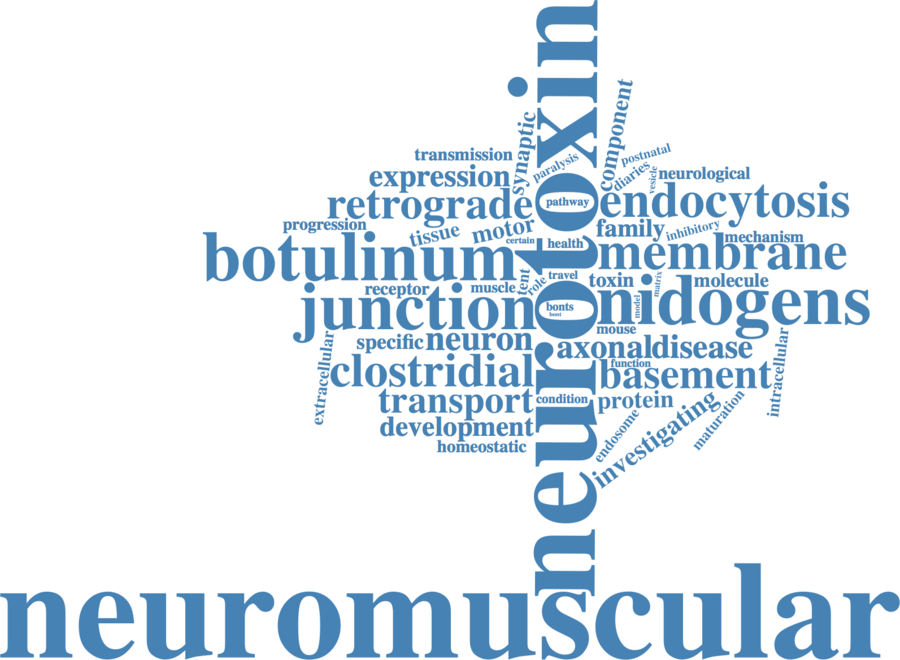 neurotoxin
component
synaptic
transmission
paralysis
postnatal
diaries
vesicle
neurological
expression
retrograde
pathway
endocytosis
progression
tissue
motor
certain
health
family
inhibitory
mechanism
botulinum
membrane
tent
travel
toxin
matrix
molecule
receptor
muscle
role
junction
bonts
bont
model
nidogens
mouse
specific
neuron
axonal
disease
function
extracellular
intracellular
clostridial
basement
transport
condition
protein
investigating
maturation
development
endosome
homeostatic
neuromuscular